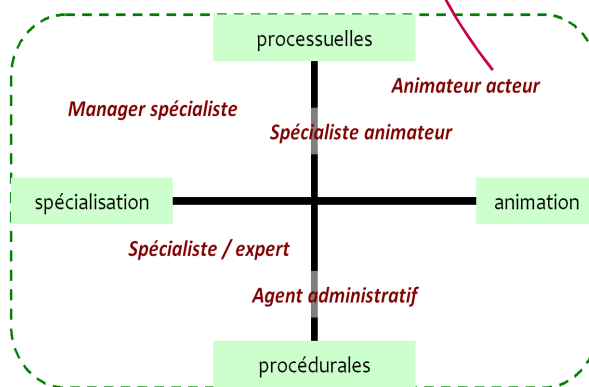 processuelles
Animateur acteur
Manager spécialiste
Spécialiste animateur
spécialisation
animation
Spécialiste / expert
Agent administratif
procédurales